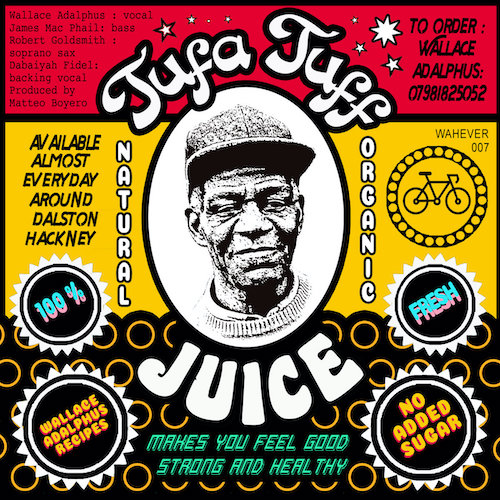 Wallace Adalphus : vocal
James Mac Phail: bass
Robert Goldsmith :
soprano sax
Dabaiyah Fidel:
backing vocal
Produced by
Matteo Boyero
Tufa Tuff
TO ORDER :
WALLACE
ADALPHUS:
07981825052
AVAILABLE
ALMOST
EVERYDAY
AROUND
DALSTON
HACKNEY
NATURAL
ORGANIC
WAHEVER
007
100 %
FRESH
JUICE
WALLACE
ADALPHUS
RECIPES
NO
ADDED
SUGAR
MAKES YOU FEEL GOOD
STRONG AND HEALTHY